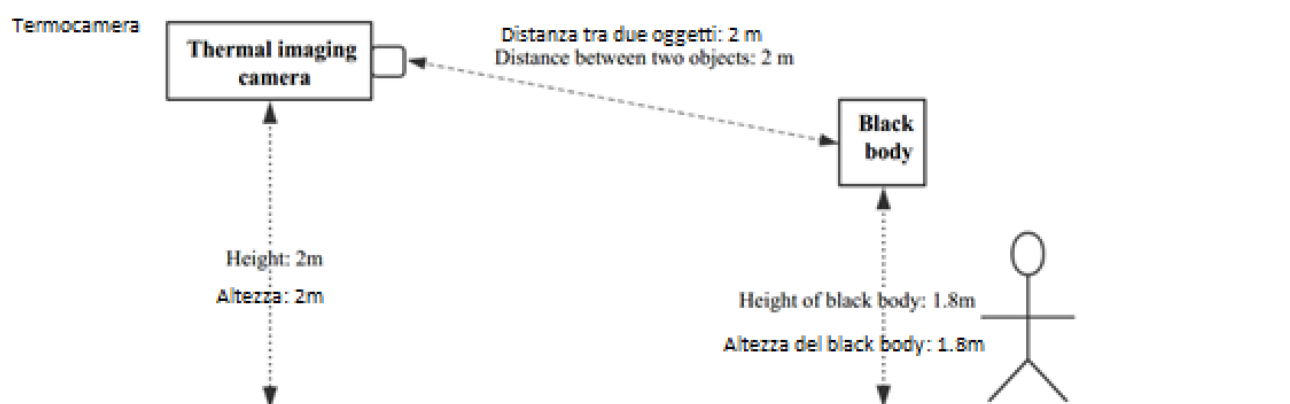 Termocamera
Thermal imaging
camera
Distanza tra due oggetti: 2 m
Distance between two objects: 2 m
Black
body
Height: 2m
Altezza: 2m
Height of black body: 1.8m
Altezza del black body: 1.8m